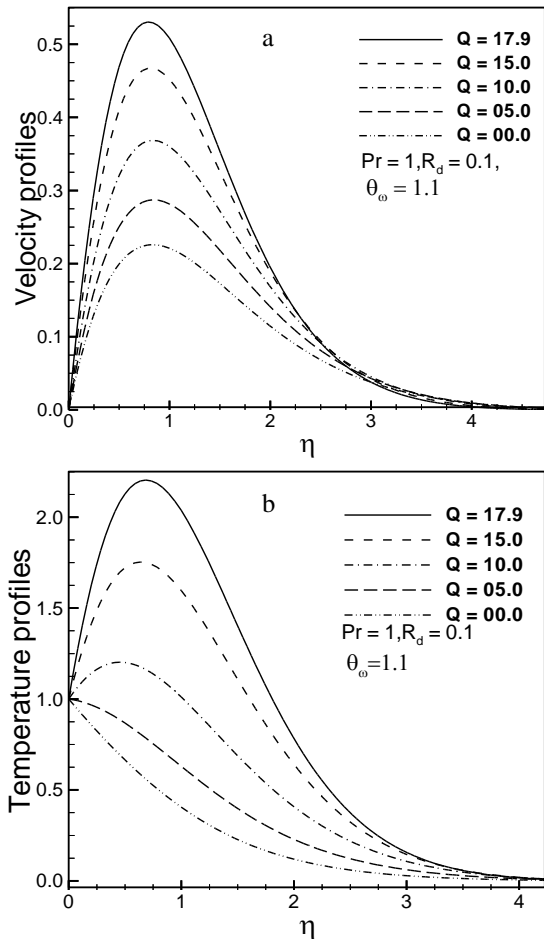 a
Q = 17.9
Q = 15.0
Q = 10.0
Q = 05.0
Q = 00.0
Pr = 1,R_d = 0.1,
θ_ω = 1.1
Velocity profiles
0.5
0.4
0.3
0.2
0.1
0.0
0 1 2 3 4
η
b
Q = 17.9
Q = 15.0
Q = 10.0
Q = 05.0
Q = 00.0
Pr = 1,R_d = 0.1
θ_ω=1.1
Temperature profiles
2.0
1.5
1.0
0.5
0.0
0 1 2 3 4
η